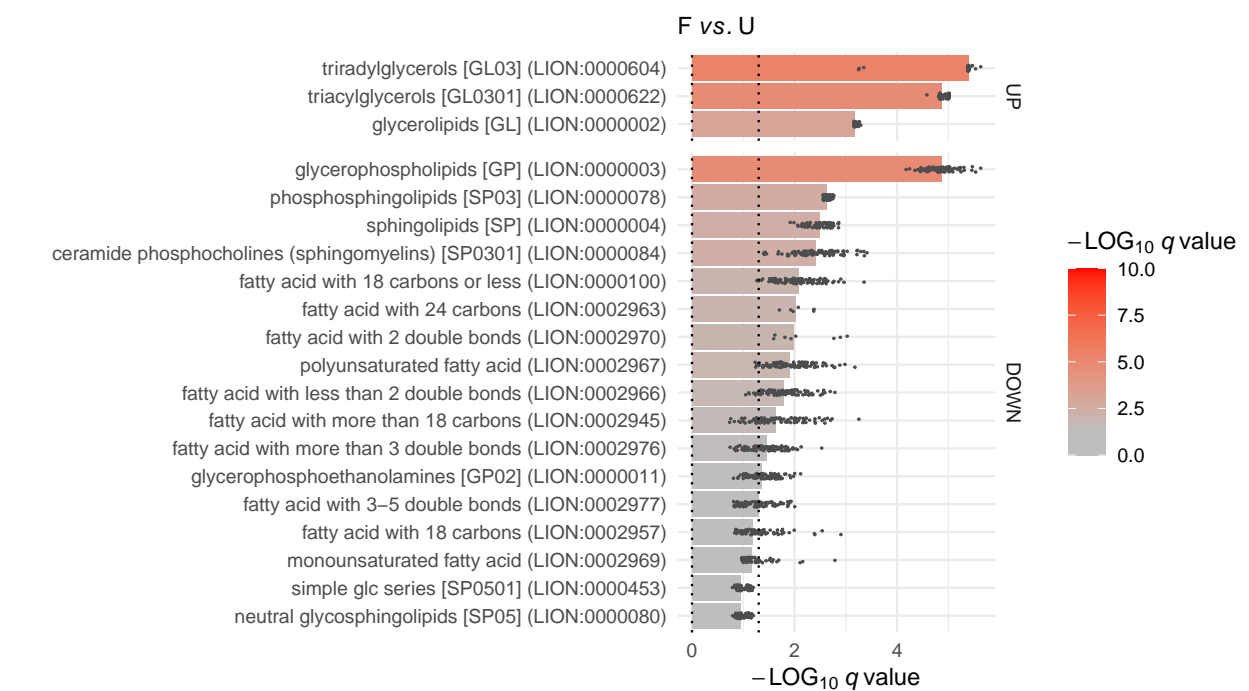 F vs. U
triradylglycerols [GL03] (LION:0000604)
triacylglycerols [GL0301] (LION:0000622)
glycerolipids [GL] (LION:0000002)
UP
glycerophospholipids [GP] (LION:0000003)
phosphosphingolipids [SP03] (LION:0000078)
sphingolipids [SP] (LION:0000004)
ceramide phosphocholines (sphingomyelins) [SP0301] (LION:0000084)
fatty acid with 18 carbons or less (LION:0000100)
fatty acid with 24 carbons (LION:0002963)
fatty acid with 2 double bonds (LION:0002970)
polyunsaturated fatty acid (LION:0002967)
fatty acid with less than 2 double bonds (LION:0002966)
fatty acid with more than 18 carbons (LION:0002945)
fatty acid with more than 3 double bonds (LION:0002976)
glycerophosphoethanolamines [GP02] (LION:0000011)
fatty acid with 3−5 double bonds (LION:0002977)
fatty acid with 18 carbons (LION:0002957)
monounsaturated fatty acid (LION:0002969)
simple glc series [SP0501] (LION:0000453)
neutral glycosphingolipids [SP05] (LION:0000080)
DOWN
0 2 4
−LOG₁₀ q value
−LOG₁₀ q value
10.0
7.5
5.0
2.5
0.0